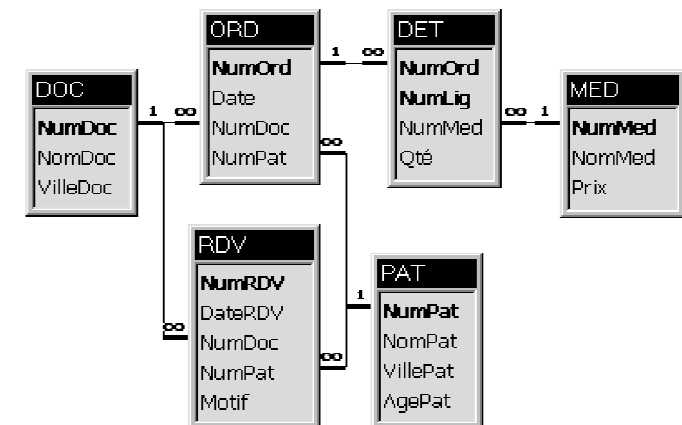 DOC
NumDoc
NomDoc
VilleDoc
1 ∞
ORD
NumOrd
Date
NumDoc
NumPat
1 ∞
DET
NumOrd
NumLig
NumMed
Qté
∞ 1
MED
NumMed
NomMed
Prix
∞
∞
RDV
NumRDV
DateRDV
NumDoc
NumPat
Motif
∞
1
PAT
NumPat
NomPat
VillePat
AgePat